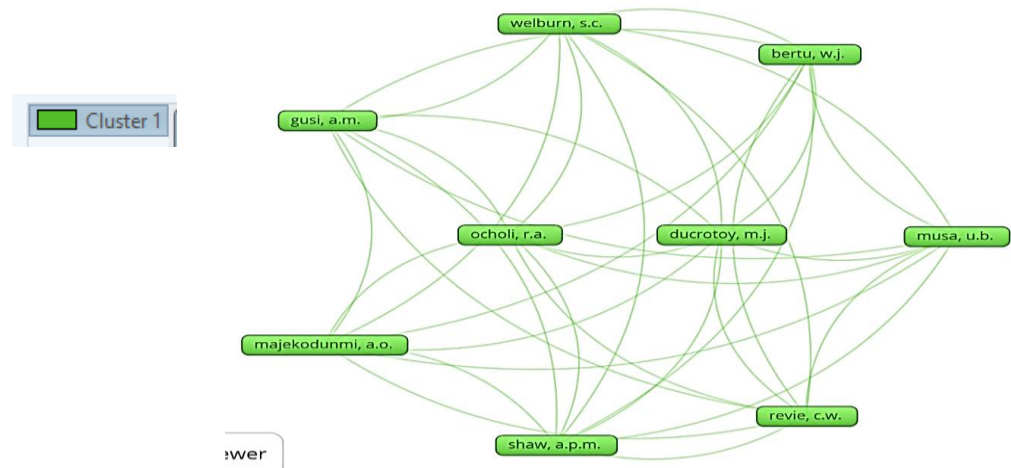 Cluster 1
welburn, s.c.
bertu, w.j.
gusi, a.m.
ocholi, r.a.
ducrotoy, m.j.
musa, u.b.
majekodunmi, a.o.
revie, c.w.
shaw, a.p.m.
ewer